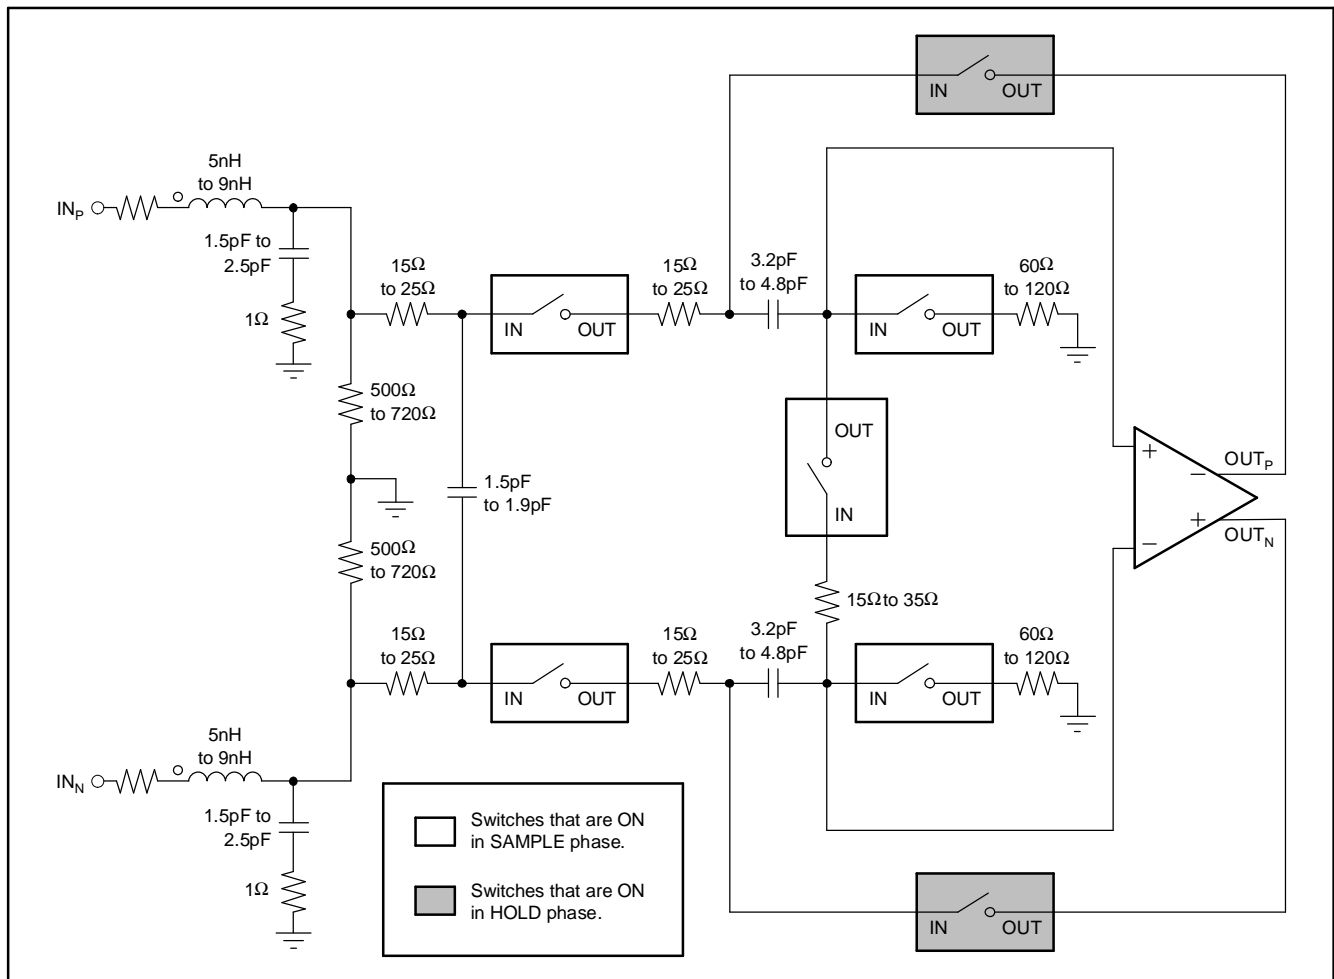 IN OUT
5nH
to 9nH
INP
1.5pF to
2.5pF
1Ω
15Ω
to 25Ω
IN OUT
15Ω
to 25Ω
3.2pF
to 4.8pF
IN OUT
60Ω
to 120Ω
500Ω
to 720Ω
OUT
IN
1.5pF
to 1.9pF
+
−
−
+
OUTP
OUTN
500Ω
to 720Ω
15Ω to 35Ω
15Ω
to 25Ω
IN OUT
15Ω
to 25Ω
3.2pF
to 4.8pF
IN OUT
60Ω
to 120Ω
5nH
to 9nH
INN
1.5pF to
2.5pF
1Ω
Switches that are ON
in SAMPLE phase.
Switches that are ON
in HOLD phase.
IN OUT